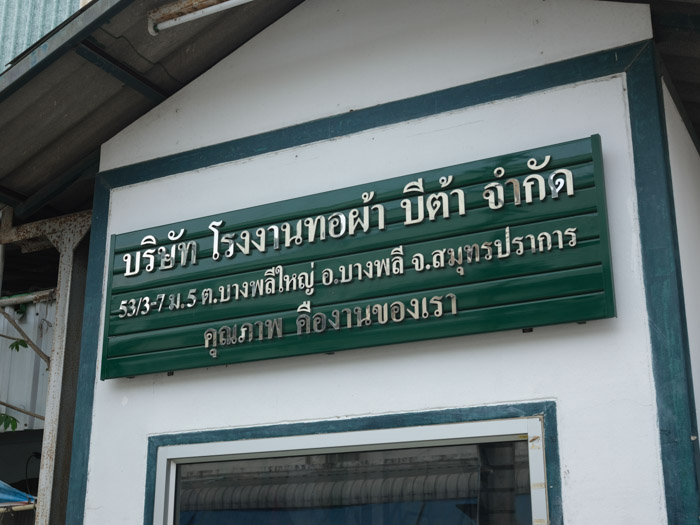 บริษัท โรงงานทอผ้า บีต้า จำกัด
53/3-7 ม.5 ต.บางพลีใหญ่ อ.บางพลี จ.สมุทรปราการ
คุณภาพ คืองานของเรา